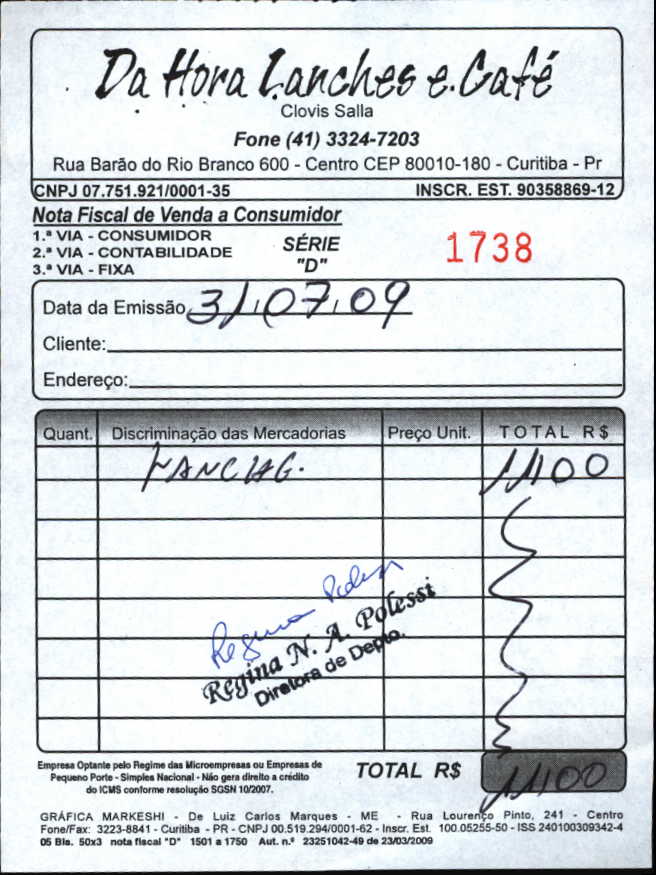 Da Hora Lanches e Café
Clovis Salla
Fone (41) 3324-7203
Rua Barão do Rio Branco 600 - Centro CEP 80010-180 - Curitiba - Pr
CNPJ 07.751.921/0001-35 INSCR. EST. 90358869-12
Nota Fiscal de Venda a Consumidor
1.ª VIA - CONSUMIDOR
2.ª VIA - CONTABILIDADE
3.ª VIA - FIXA
SÉRIE
"D"
1738
Data da Emissão 31.07.09
Cliente:
Endereço:
Quant. Discriminação das Mercadorias Preço Unit. TOTAL R$
1100
Regina
Regina N. A. Polessi
Diretora de Depto.
Empresa Optante pelo Regime das Microempresas ou Empresas de
Pequeno Porte - Simples Nacional - Não gera direito a crédito
do ICMS conforme resolução SGSN 10/2007.
TOTAL R$ 1100
GRÁFICA MARKESHI - De Luiz Carlos Marques - ME - Rua Lourenço Pinto, 241 - Centro
Fone/Fax: 3223-8841 - Curitiba - PR - CNPJ 00.519.294/0001-62 - Inscr. Est. 100.05255-50 - ISS 240100309342-4
05 Bls. 50x3 nota fiscal "D" 1501 a 1750 Aut. n.º 23251042-49 de 23/03/2009